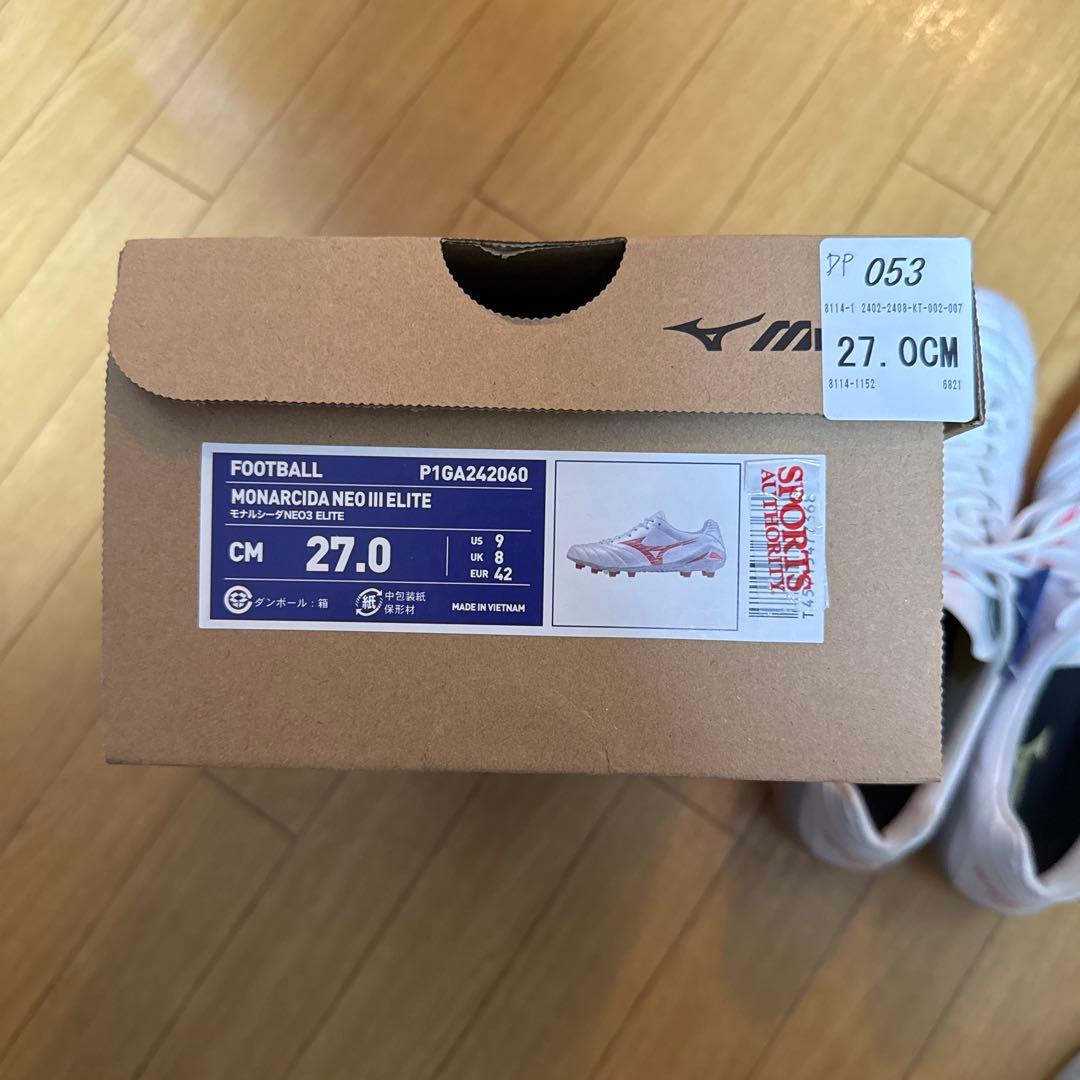 DP 053
8114-1 2402-2408-KT-002-007
27.0CM
8114-1152 6821
FOOTBALL P1GA242060
MONARCIDA NEO III ELITE
モナルシーダNEO3 ELITE
CM 27.0
US 9
UK 8
EUR 42
ダンボール：箱
紙 中包装紙
保形材
MADE IN VIETNAM
SPORTS
AUTHORITY